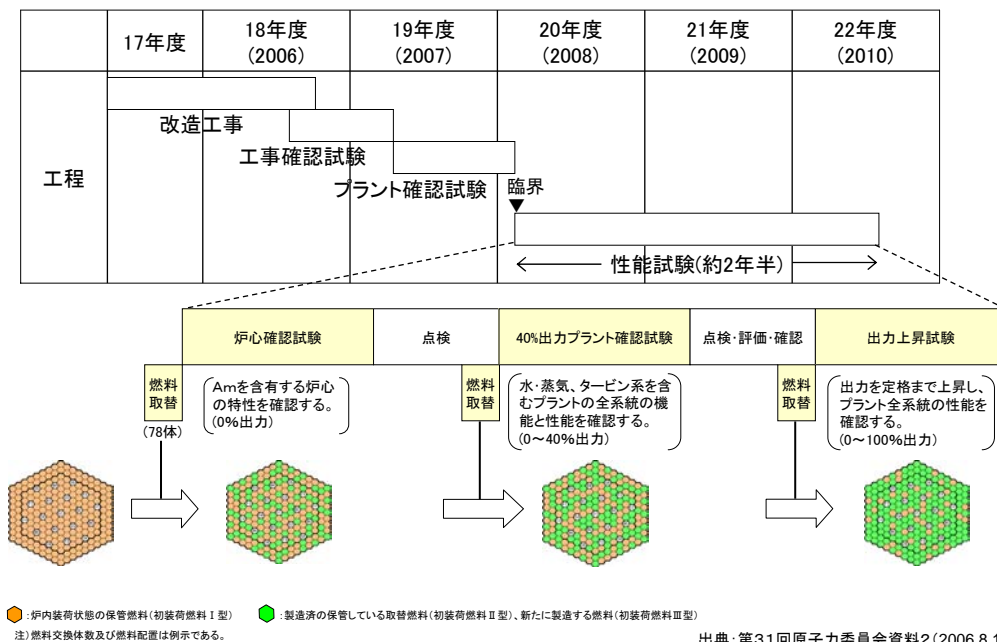 17年度
18年度
(2006)
19年度
(2007)
20年度
(2008)
21年度
(2009)
22年度
(2010)
工程
改造工事
工事確認試験
プラント確認試験
臨界
性能試験(約2年半)
炉心確認試験
点検
40%出力プラント確認試験
点検・評価・確認
出力上昇試験
燃料
取替
(78体)
Amを含有する炉心
の特性を確認する。
(0%出力)
燃料
取替
水・蒸気、タービン系を含
むプラントの全系統の機
能と性能を確認する。
(0～40%出力)
燃料
取替
出力を定格まで上昇し、
プラント全系統の性能を
確認する。
(0～100%出力)
:炉内装荷状態の保管燃料(初装荷燃料Ⅰ型)
:製造済の保管している取替燃料(初装荷燃料Ⅱ型)、新たに製造する燃料(初装荷燃料Ⅲ型)
注)燃料交換体数及び燃料配置は例示である。
出典:第31回原子力委員会資料2(2006.8.1